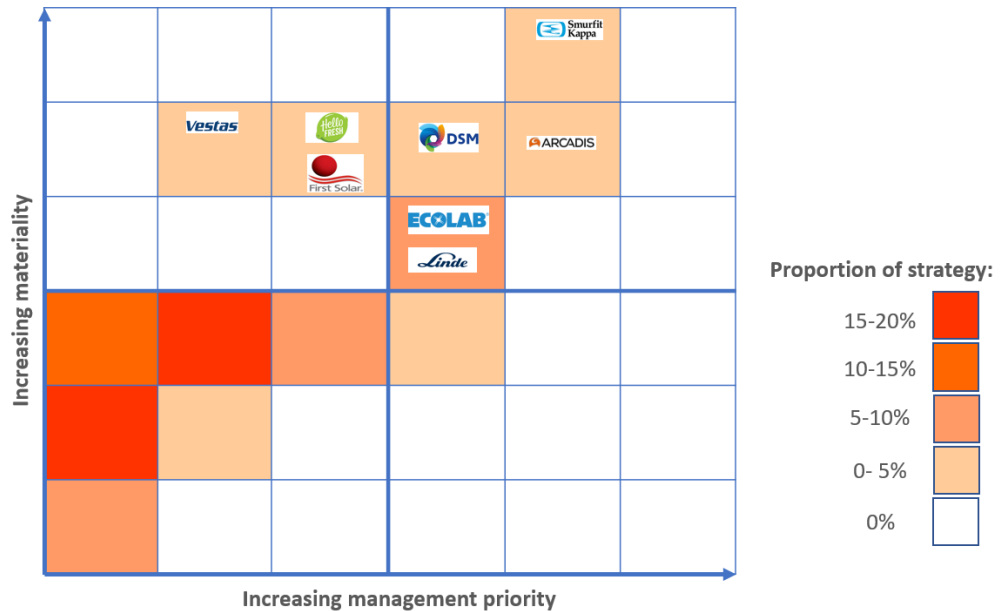 Smurfit
Kappa
Vestas
Hello
FRESH
DSM
ARCADIS
First Solar.
ECOLAB®
Linde
Increasing materiality
Proportion of strategy:
15-20%
10-15%
5-10%
0- 5%
0%
Increasing management priority